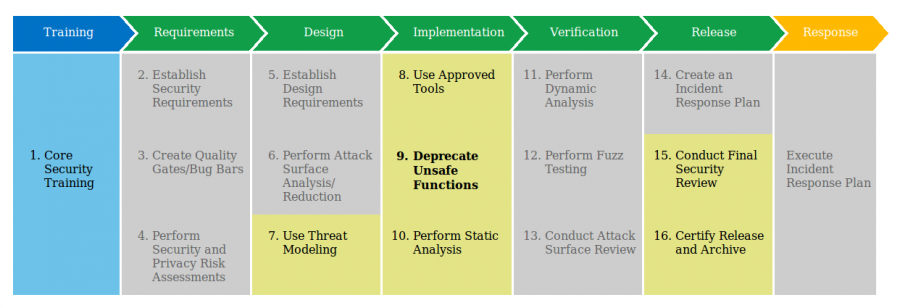 Training
Requirements
Design
Implementation
Verification
Release
Response
1. Core
Security
Training
2. Establish
Security
Requirements
3. Create Quality
Gates/Bug Bars
4. Perform
Security and
Privacy Risk
Assessments
5. Establish
Design
Requirements
6. Perform Attack
Surface
Analysis/
Reduction
7. Use Threat
Modeling
8. Use Approved
Tools
9. Deprecate
Unsafe
Functions
10. Perform Static
Analysis
11. Perform
Dynamic
Analysis
12. Perform Fuzz
Testing
13. Conduct Attack
Surface Review
14. Create an
Incident
Response Plan
15. Conduct Final
Security
Review
16. Certify Release
and Archive
Execute
Incident
Response Plan